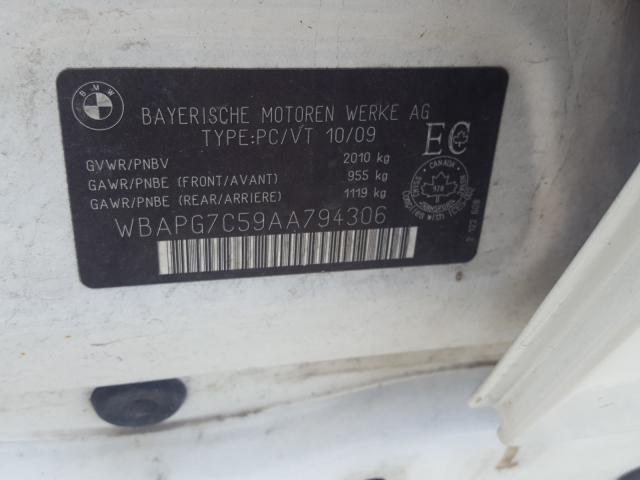 BMW
BAYERISCHE MOTOREN WERKE AG
TYPE:PC/VT 10/09
EC
GVWR/PNBV 2010 kg
GAWR/PNBE (FRONT/AVANT) 955 kg
GAWR/PNBE (REAR/ARRIERE) 1119 kg
CANADA
TRANSPORT
WBAPG7C59AA794306